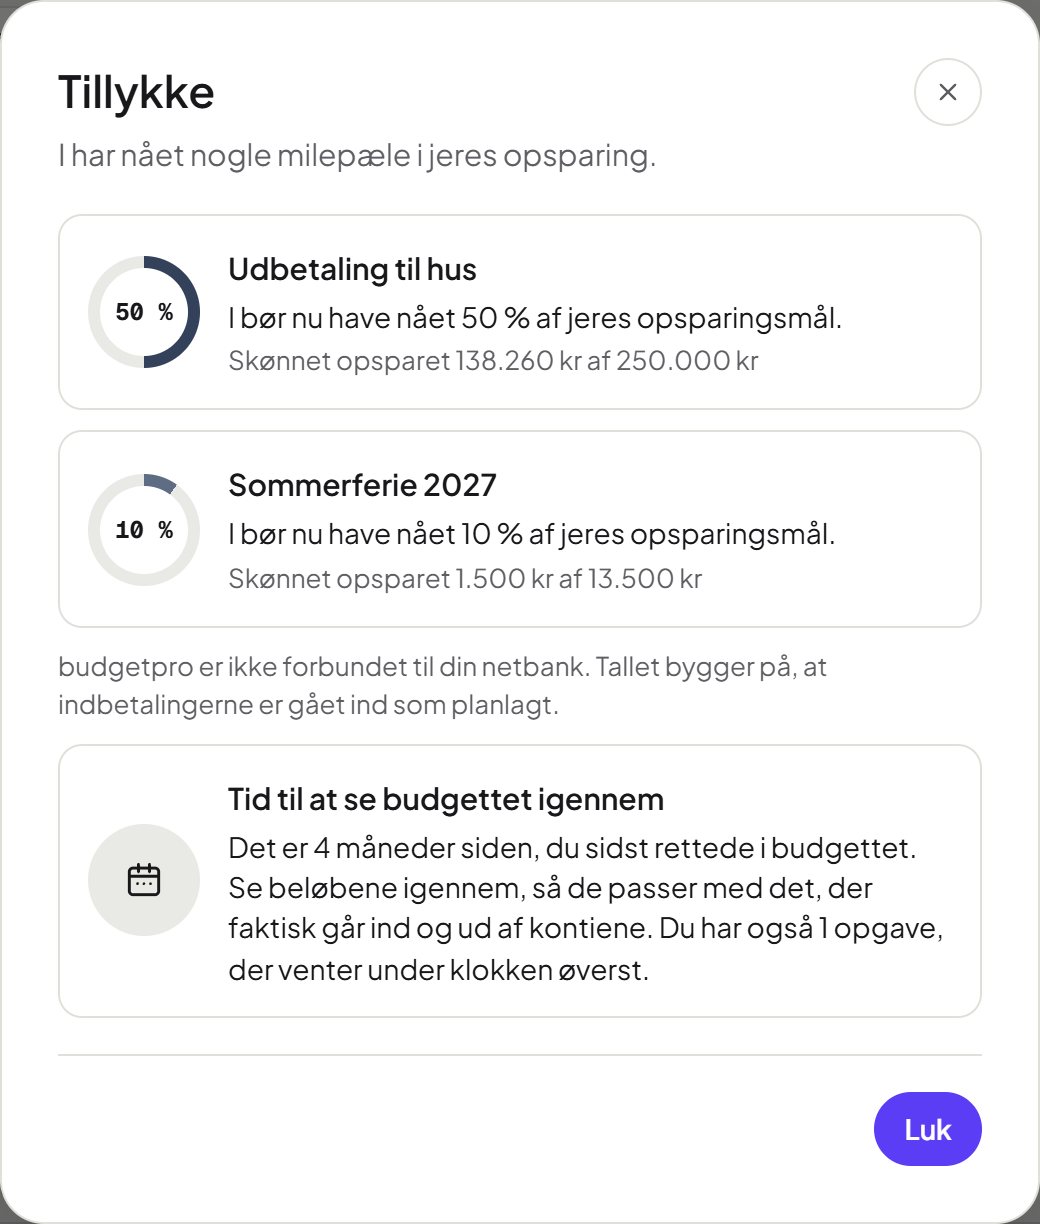 Tillykke
I har nået nogle milepæle i jeres opsparing.
50 %
Udbetaling til hus
I bør nu have nået 50 % af jeres opsparingsmål.
Skønnet opsparet 138.260 kr af 250.000 kr
10 %
Sommerferie 2027
I bør nu have nået 10 % af jeres opsparingsmål.
Skønnet opsparet 1.500 kr af 13.500 kr
budgetpro er ikke forbundet til din netbank. Tallet bygger på, at
indbetalingerne er gået ind som planlagt.
Tid til at se budgettet igennem
Det er 4 måneder siden, du sidst rettede i budgettet.
Se beløbene igennem, så de passer med det, der
faktisk går ind og ud af kontiene. Du har også 1 opgave,
der venter under klokken øverst.
Luk